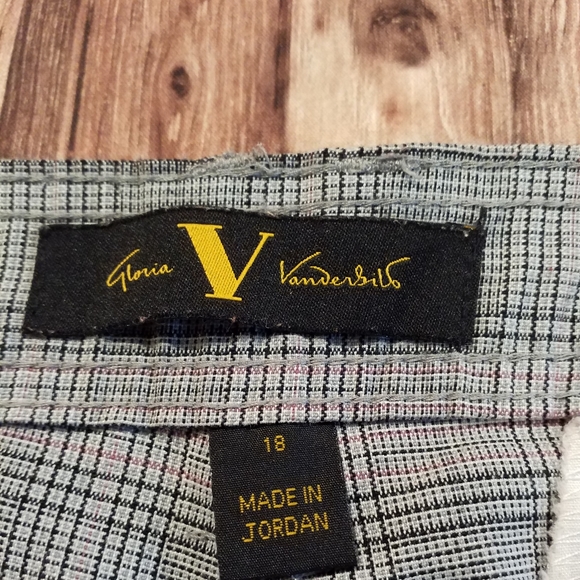 Gloria V Vanderbilt
18
MADE IN
JORDAN